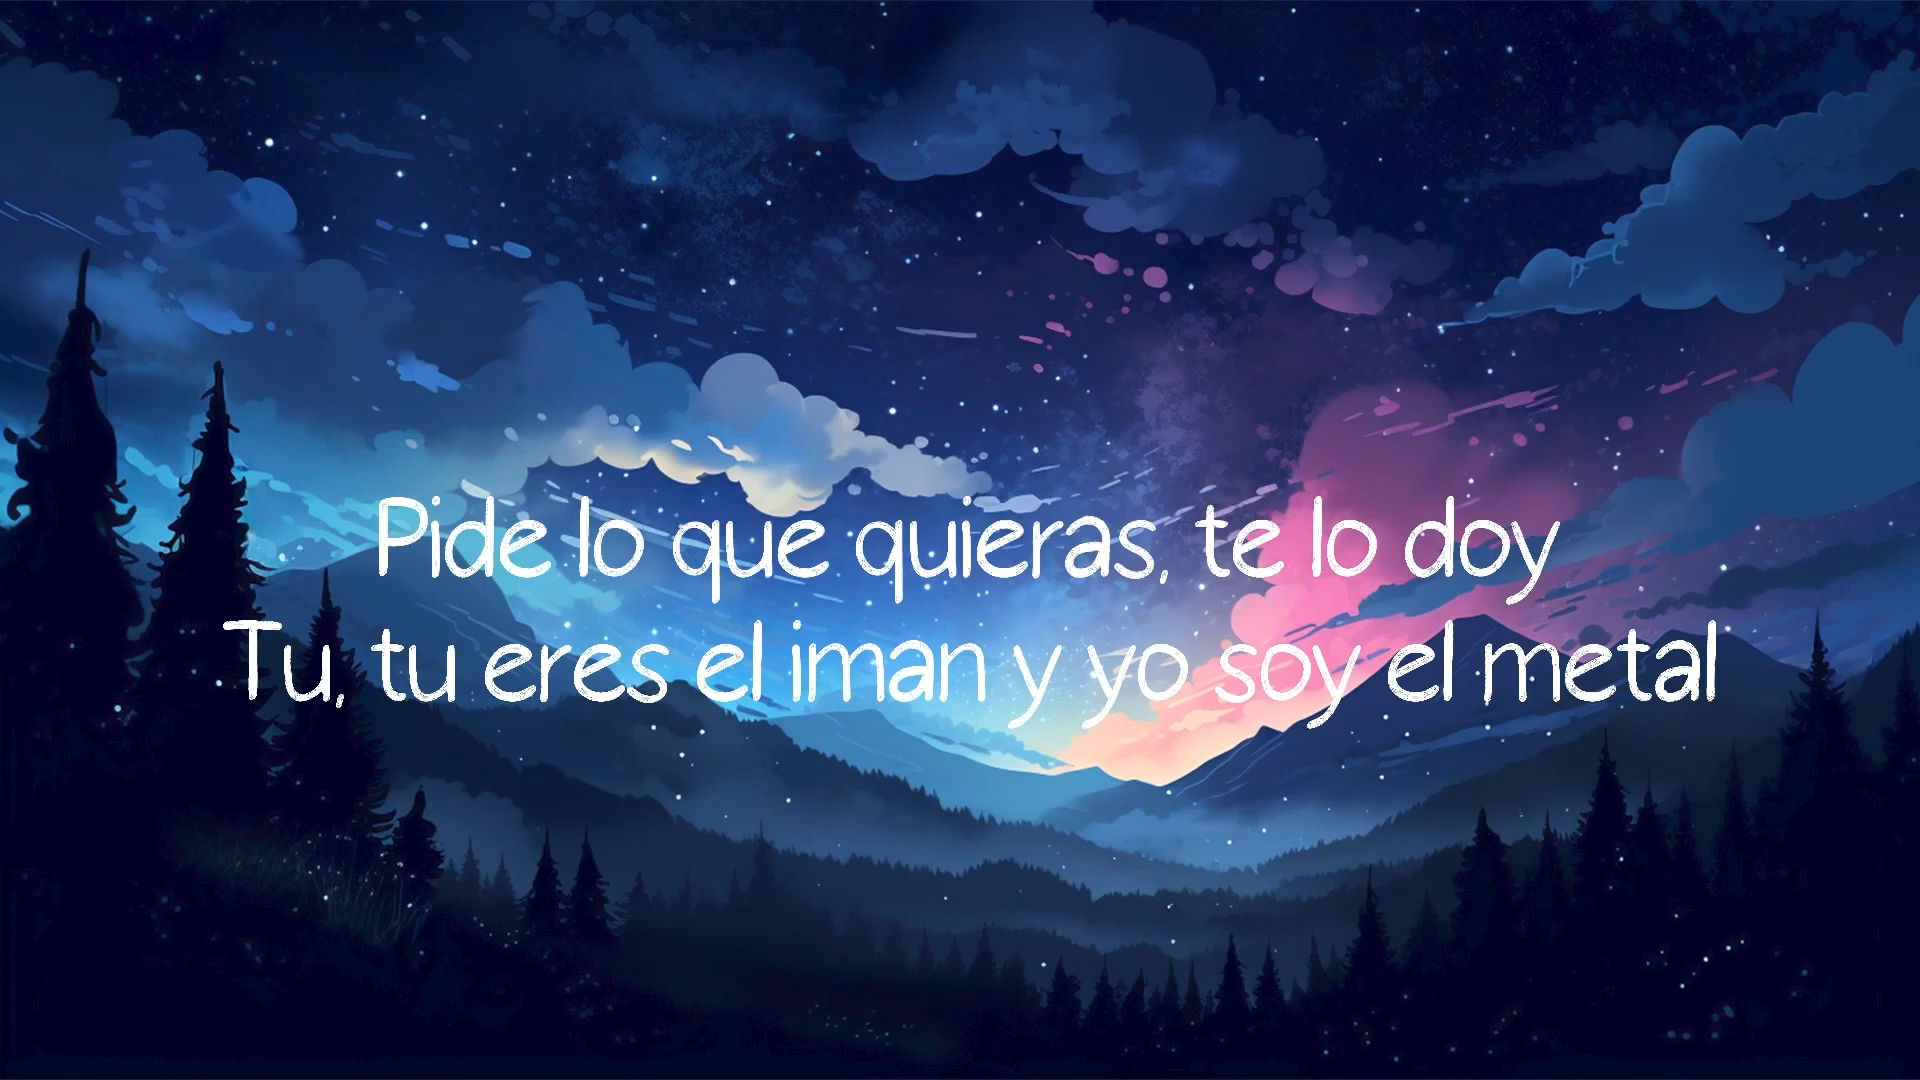 Pide lo que quieras, te lo doy
Tu, tu eres el iman y yo soy el metal